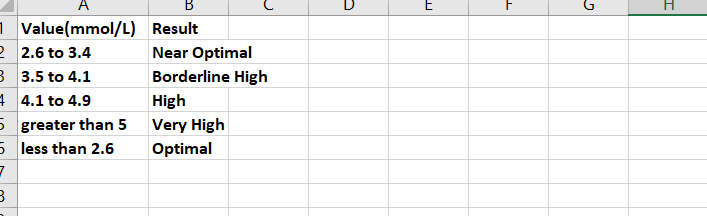 A B C D E F G H
1 Value(mmol/L) Result
2 2.6 to 3.4 Near Optimal
3 3.5 to 4.1 Borderline High
4 4.1 to 4.9 High
5 greater than 5 Very High
6 less than 2.6 Optimal
7
8